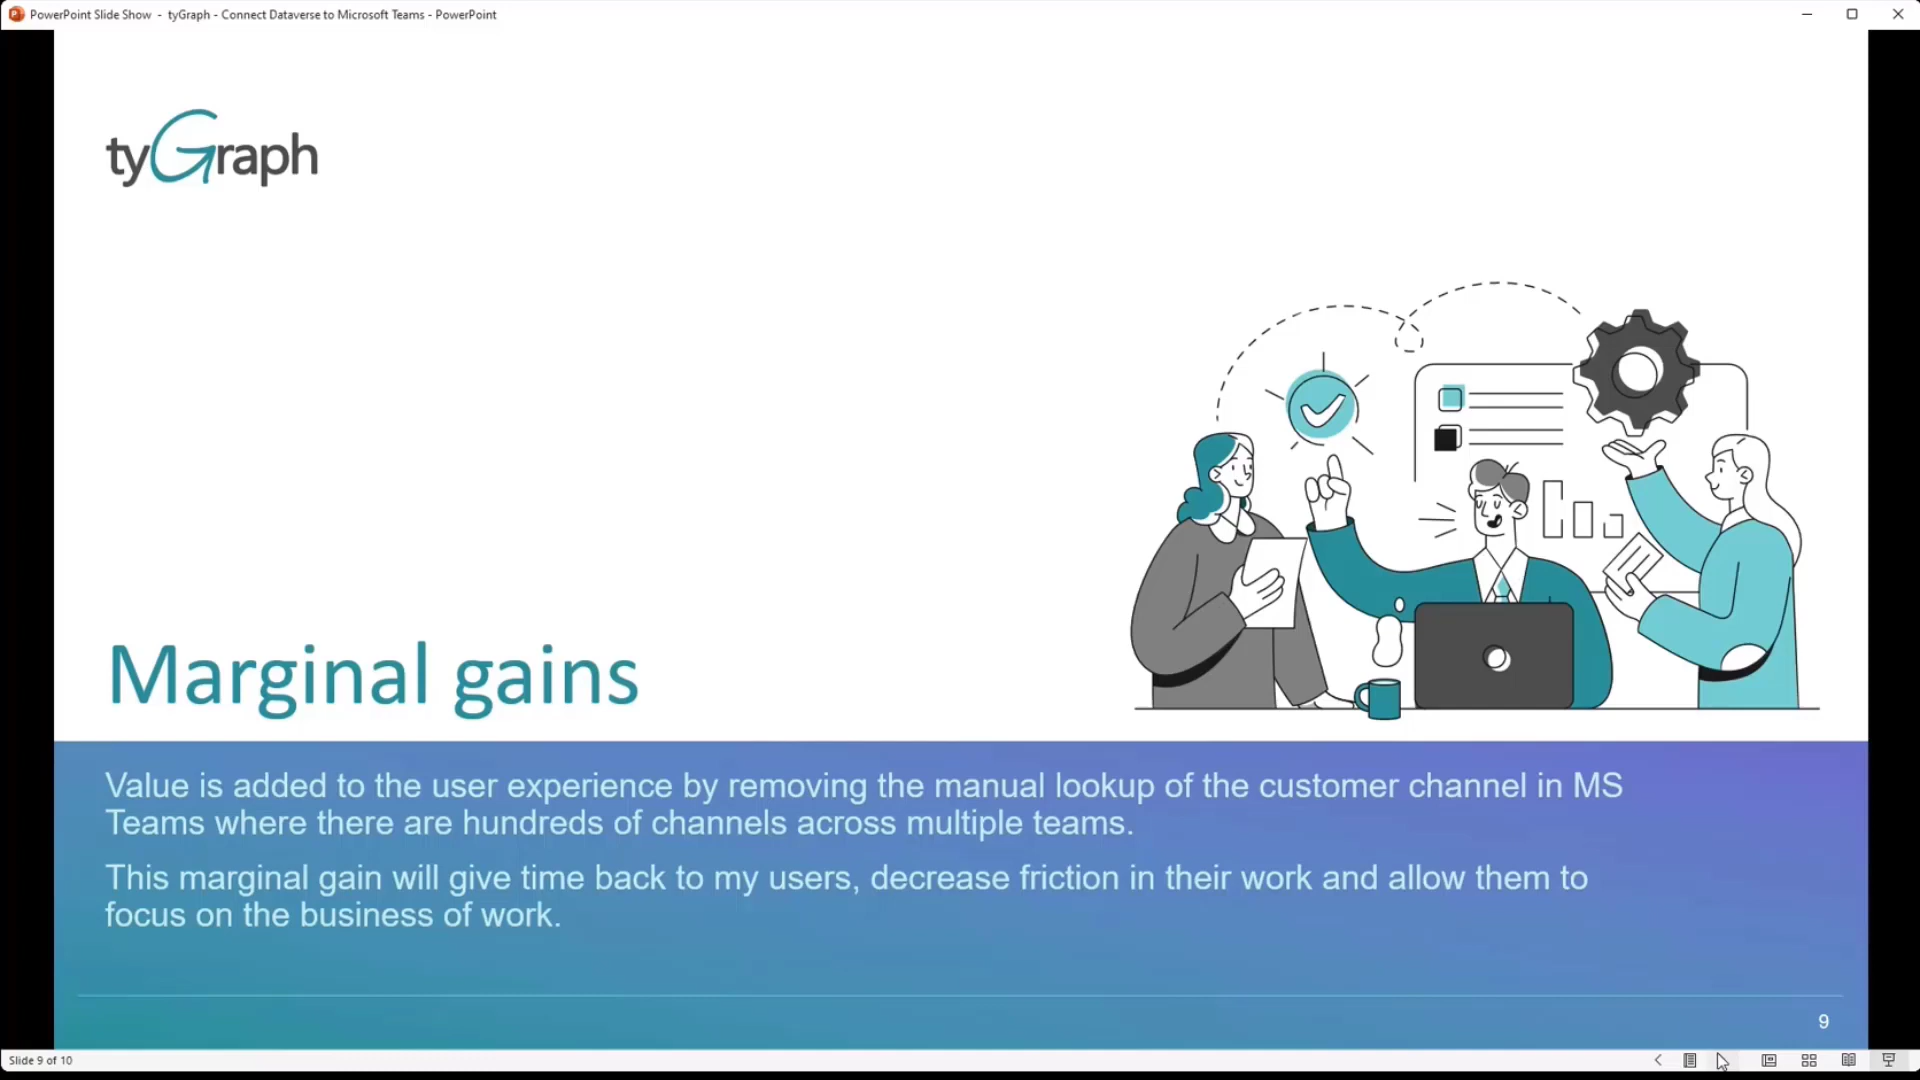 PowerPoint Slide Show - tyGraph - Connect Dataverse to Microsoft Teams - PowerPoint
tyGraph
Marginal gains
Value is added to the user experience by removing the manual lookup of the customer channel in MS
Teams where there are hundreds of channels across multiple teams.
This marginal gain will give time back to my users, decrease friction in their work and allow them to
focus on the business of work.
9
Slide 9 of 10